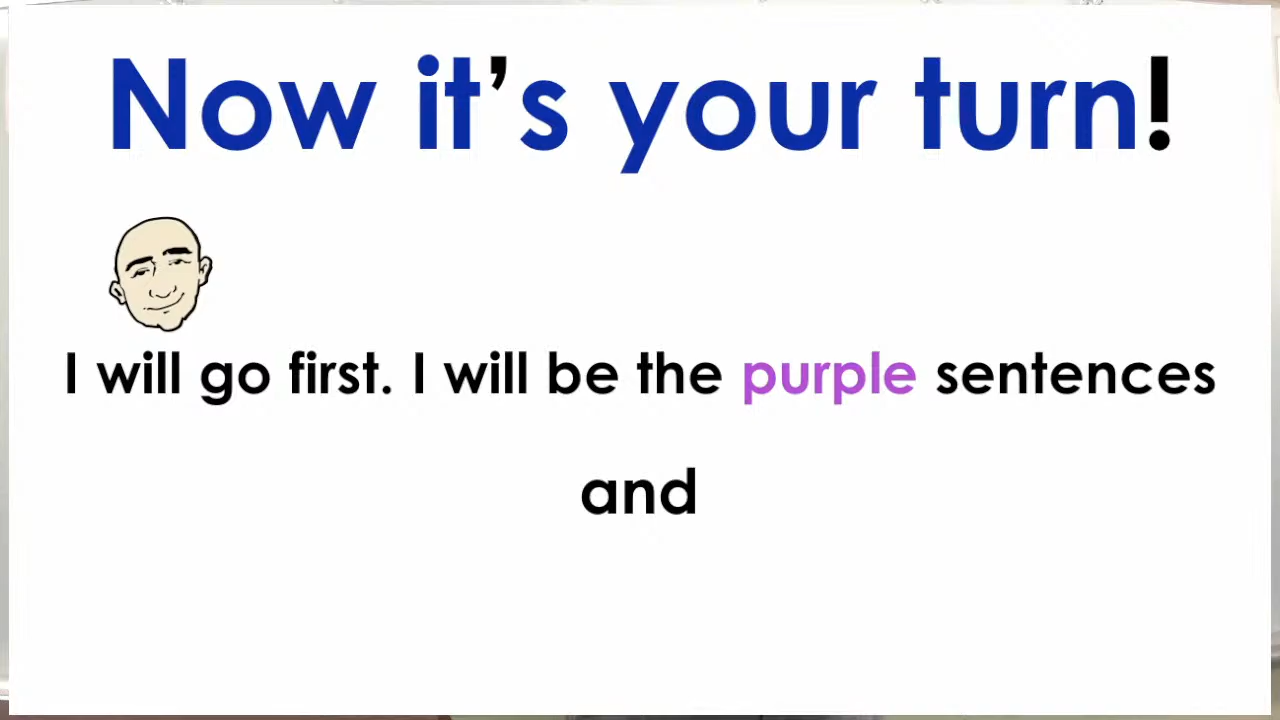 Now it’s your turn!
I will go first. I will be the purple sentences
and